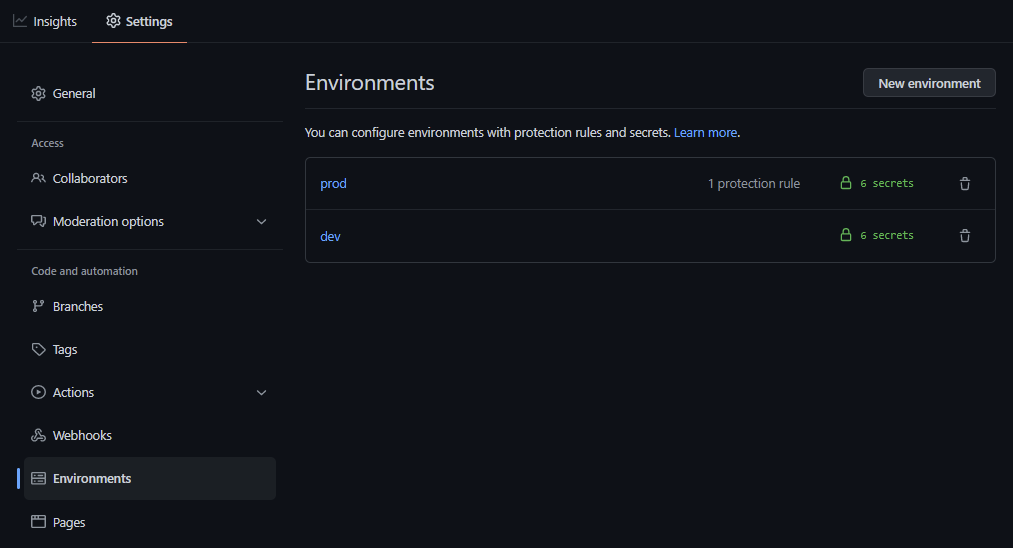 Insights
Settings
General
Access
Collaborators
Moderation options
Code and automation
Branches
Tags
Actions
Webhooks
Environments
Pages
Environments
New environment
You can configure environments with protection rules and secrets. Learn more.
prod 1 protection rule 6 secrets
dev 6 secrets